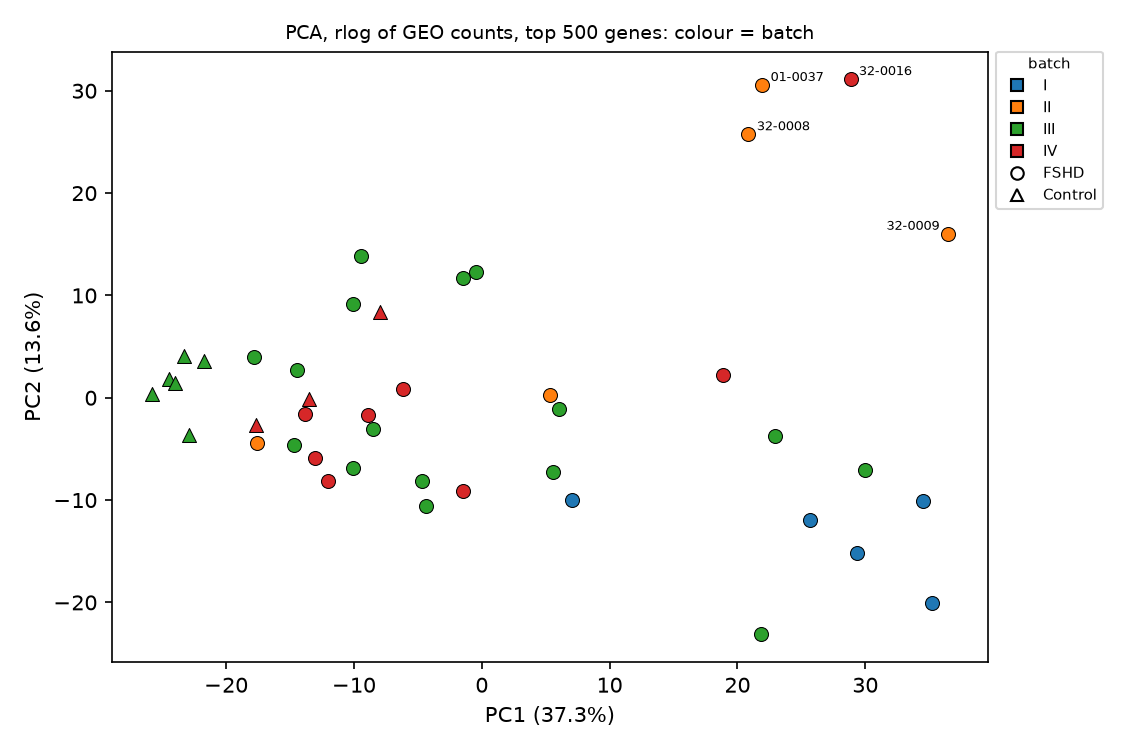 PCA, rlog of GEO counts, top 500 genes: colour = batch
batch
I
II
III
IV
FSHD
Control
01-0037
32-0016
32-0008
32-0009
PC2 (13.6%)
30
20
10
0
−10
−20
−20
−10
0
10
20
30
PC1 (37.3%)